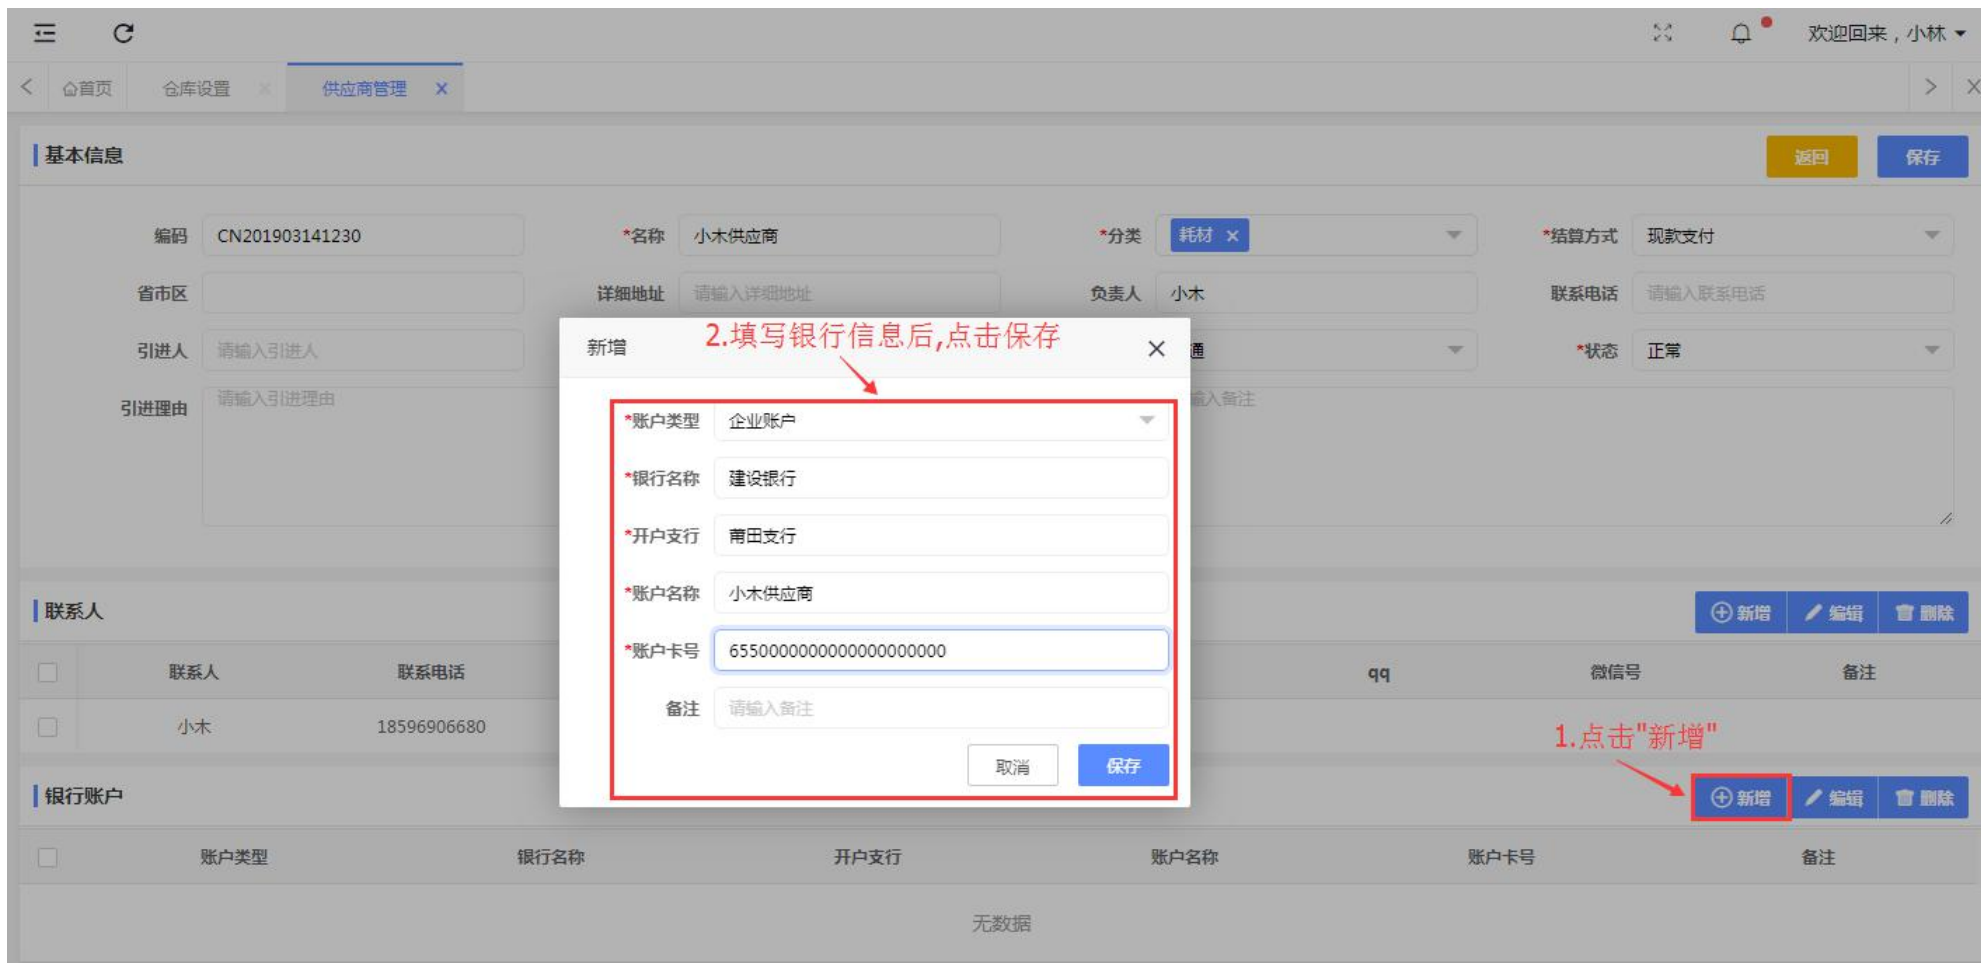 欢迎回来，小林
首页 仓库设置 供应商管理
基本信息 返回 保存
编码 CN201903141230 *名称 小木供应商 *分类 耗材 *结算方式 现款支付
省市区 详细地址 请输入详细地址 负责人 小木 联系电话 请输入联系电话
引进人 请输入引进人 通 *状态 正常
引进理由 请输入引进理由 输入备注
新增
2.填写银行信息后,点击保存
*账户类型 企业账户
*银行名称 建设银行
*开户支行 莆田支行
*账户名称 小木供应商
*账户卡号 6550000000000000000000
备注 请输入备注
取消 保存
联系人 新增 编辑 删除
联系人 联系电话 qq 微信号 备注
小木 18596906680
1.点击"新增"
银行账户 新增 编辑 删除
账户类型 银行名称 开户支行 账户名称 账户卡号 备注
无数据